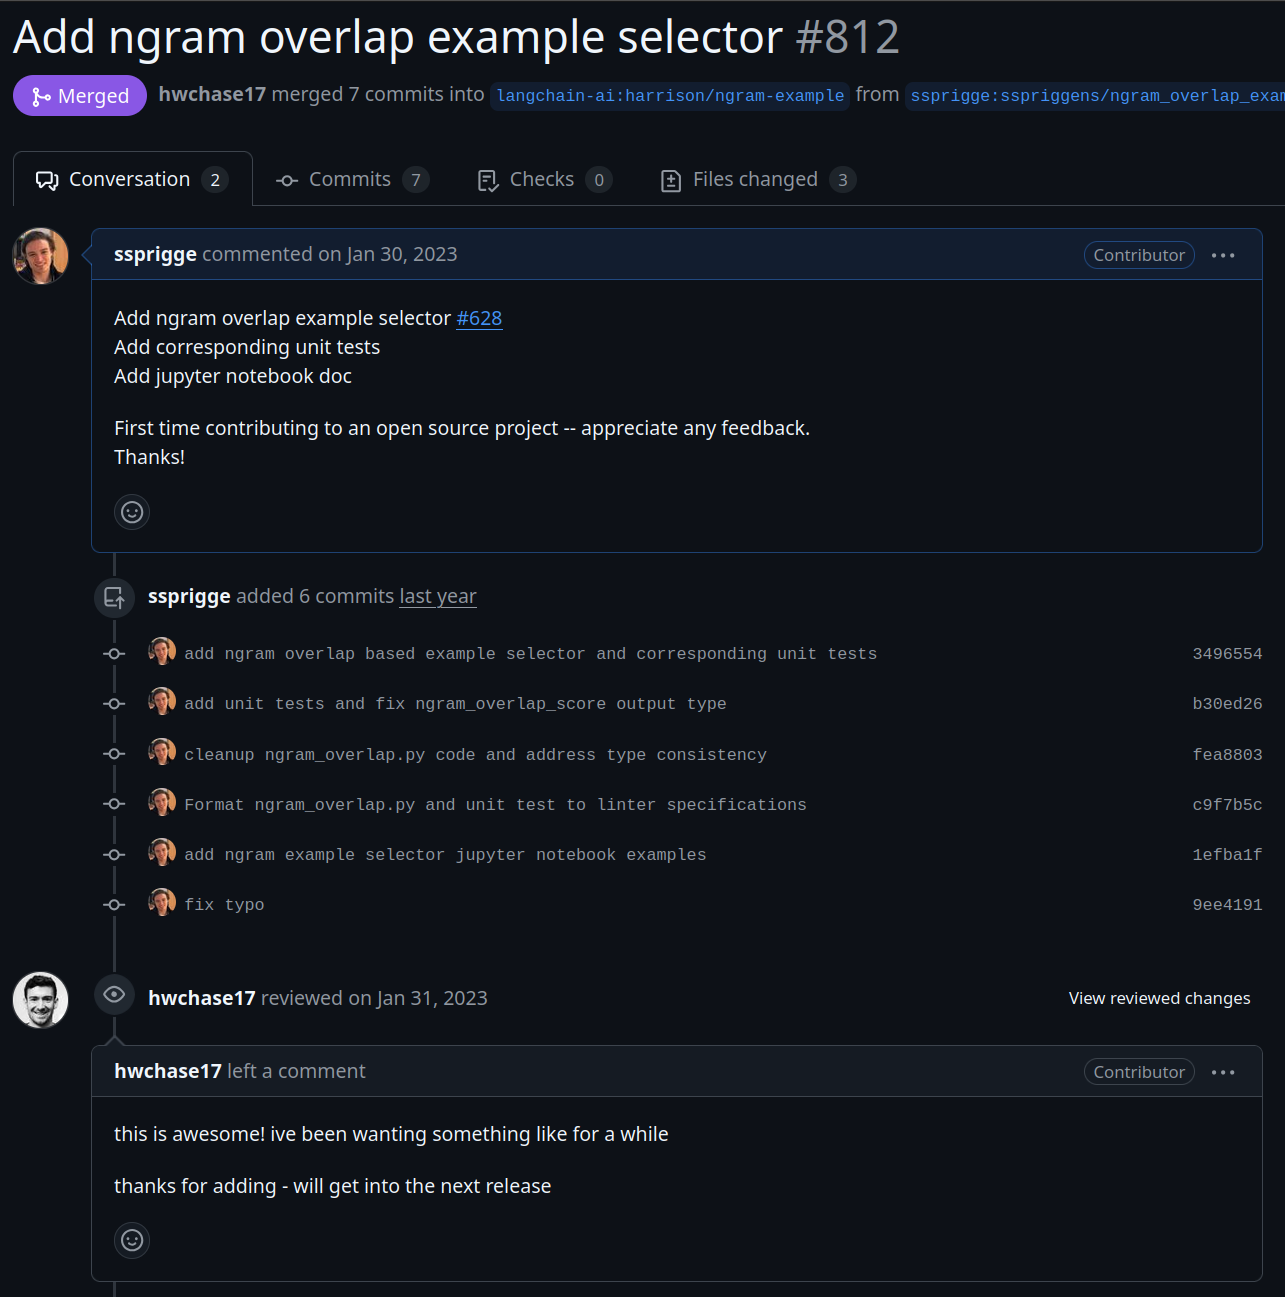 Add ngram overlap example selector #812
Merged hwchase17 merged 7 commits into langchain-ai:harrison/ngram-example from ssprigge:sspriggens/ngram_overlap_exam
Conversation 2 Commits 7 Checks 0 Files changed 3
ssprigge commented on Jan 30, 2023 Contributor
Add ngram overlap example selector #628
Add corresponding unit tests
Add jupyter notebook doc
First time contributing to an open source project -- appreciate any feedback.
Thanks!
ssprigge added 6 commits last year
add ngram overlap based example selector and corresponding unit tests 3496554
add unit tests and fix ngram_overlap_score output type b30ed26
cleanup ngram_overlap.py code and address type consistency fea8803
Format ngram_overlap.py and unit test to linter specifications c9f7b5c
add ngram example selector jupyter notebook examples 1efba1f
fix typo 9ee4191
hwchase17 reviewed on Jan 31, 2023 View reviewed changes
hwchase17 left a comment Contributor
this is awesome! ive been wanting something like for a while
thanks for adding - will get into the next release